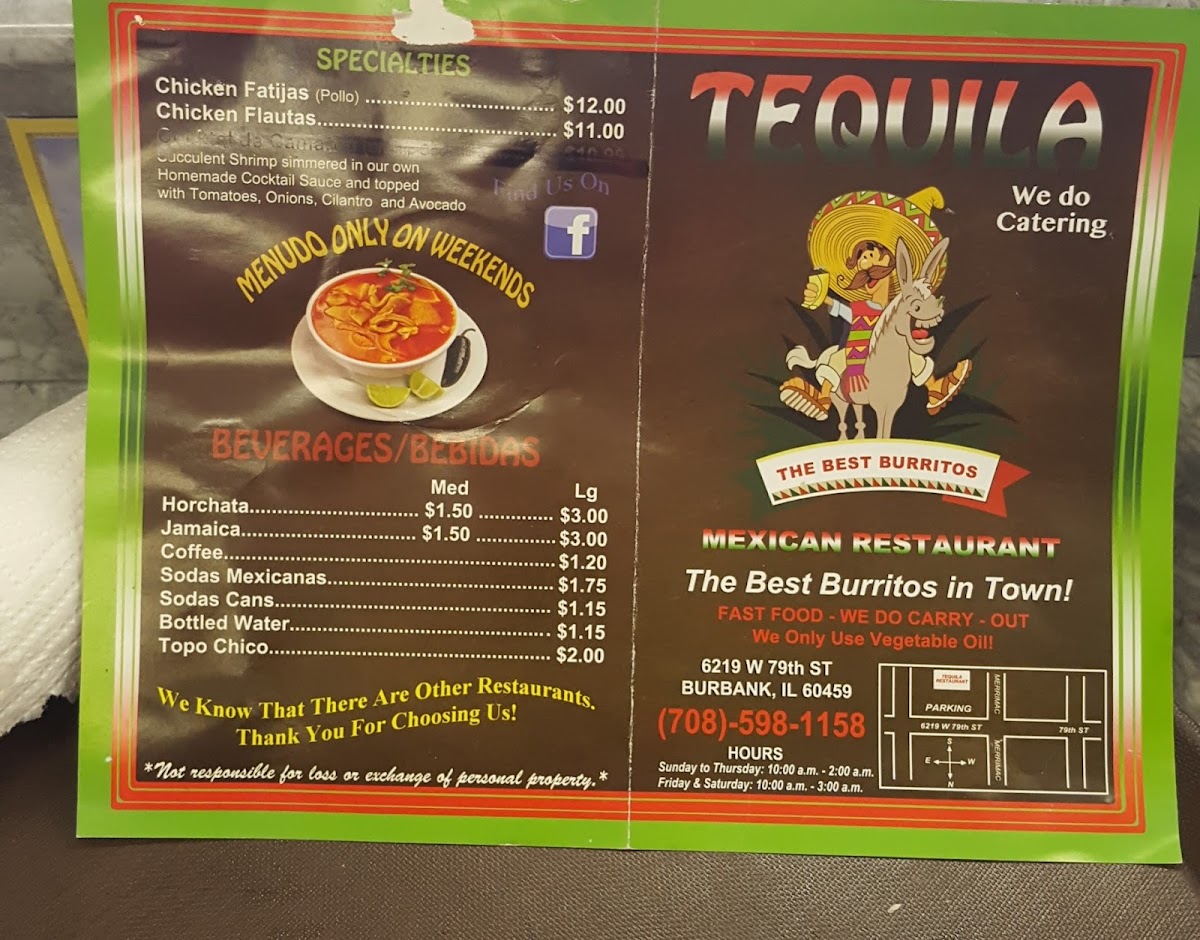 SPECIALTIES
Chicken Fatijas (Pollo) .......................... $12.00
Chicken Flautas.......................................... $11.00
Succulent Shrimp simmered in our own
Homemade Cocktail Sauce and topped
with Tomatoes, Onions, Cilantro and Avocado
Find Us On
f
MENUDO ONLY ON WEEKENDS
BEVERAGES/BEBIDAS
Med Lg
Horchata............................. $1.50 ............. $3.00
Jamaica.............................. $1.50 ............. $3.00
Coffee......................................................... $1.20
Sodas Mexicanas....................................... $1.75
Sodas Cans................................................ $1.15
Bottled Water............................................. $1.15
Topo Chico................................................. $2.00
We Know That There Are Other Restaurants.
Thank You For Choosing Us!
*Not responsible for loss or exchange of personal property.*
TEQUILA
We do
Catering
THE BEST BURRITOS
MEXICAN RESTAURANT
The Best Burritos in Town!
FAST FOOD - WE DO CARRY - OUT
We Only Use Vegetable Oil!
6219 W 79th ST
BURBANK, IL 60459
(708)-598-1158
HOURS
Sunday to Thursday: 10:00 a.m. - 2:00 a.m.
Friday & Saturday: 10:00 a.m. - 3:00 a.m.
TEQUILA
RESTAURANT
PARKING
MERRIMAC
6219 W 79th ST
79th ST
MERRIMAC
S
E W
N